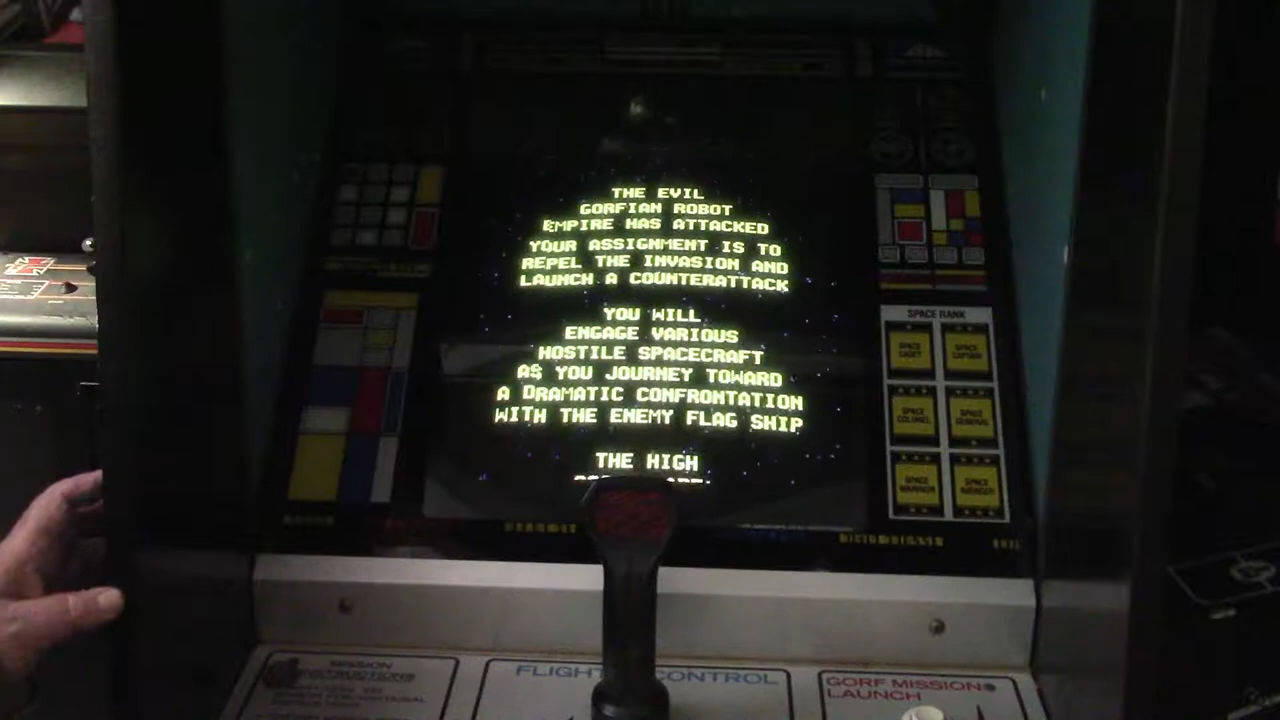 THE EVIL
GORFIAN ROBOT
EMPIRE HAS ATTACKED
YOUR ASSIGNMENT IS TO
REPEL THE INVASION AND
LAUNCH A COUNTERATTACK
YOU WILL
ENGAGE VARIOUS
HOSTILE SPACECRAFT
AS YOU JOURNEY TOWARD
A DRAMATIC CONFRONTATION
WITH THE ENEMY FLAG SHIP
THE HIGH
SPACE RANK
SPACE CADET
SPACE CAPTAIN
SPACE COLONEL
SPACE GENERAL
SPACE WARRIOR
SPACE AVENGER
MISSION
INSTRUCTIONS
FLIGHT CONTROL
GORF MISSION
LAUNCH